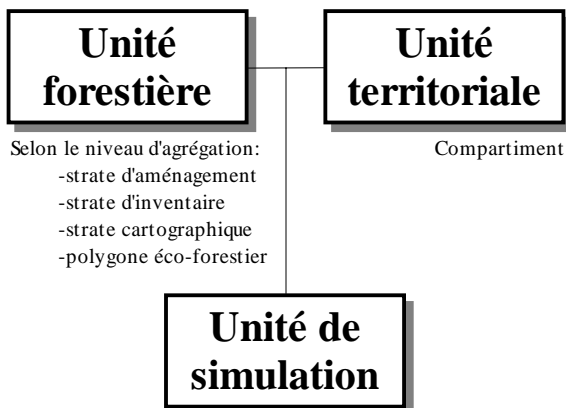 Unité
forestière
Unité
territoriale
Selon le niveau d'agrégation:
-strate d'aménagement
-strate d'inventaire
-strate cartographique
-polygone éco-forestier
Compartiment
Unité de
simulation